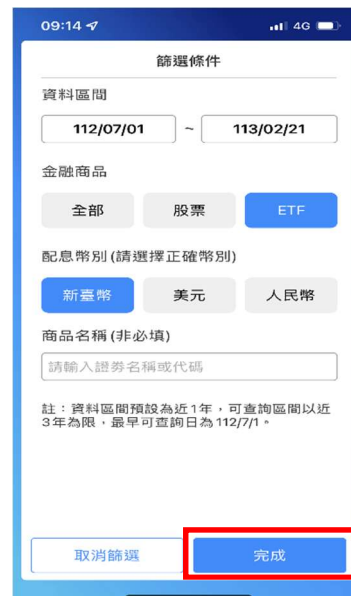 09:14 4G
篩選條件
資料區間
112/07/01 ~ 113/02/21
金融商品
全部 股票 ETF
配息幣別(請選擇正確幣別)
新臺幣 美元 人民幣
商品名稱(非必填)
請輸入證券名稱或代碼
註：資料區間預設為近1年，可查詢區間以近
3年為限，最早可查詢日為112/7/1。
取消篩選 完成